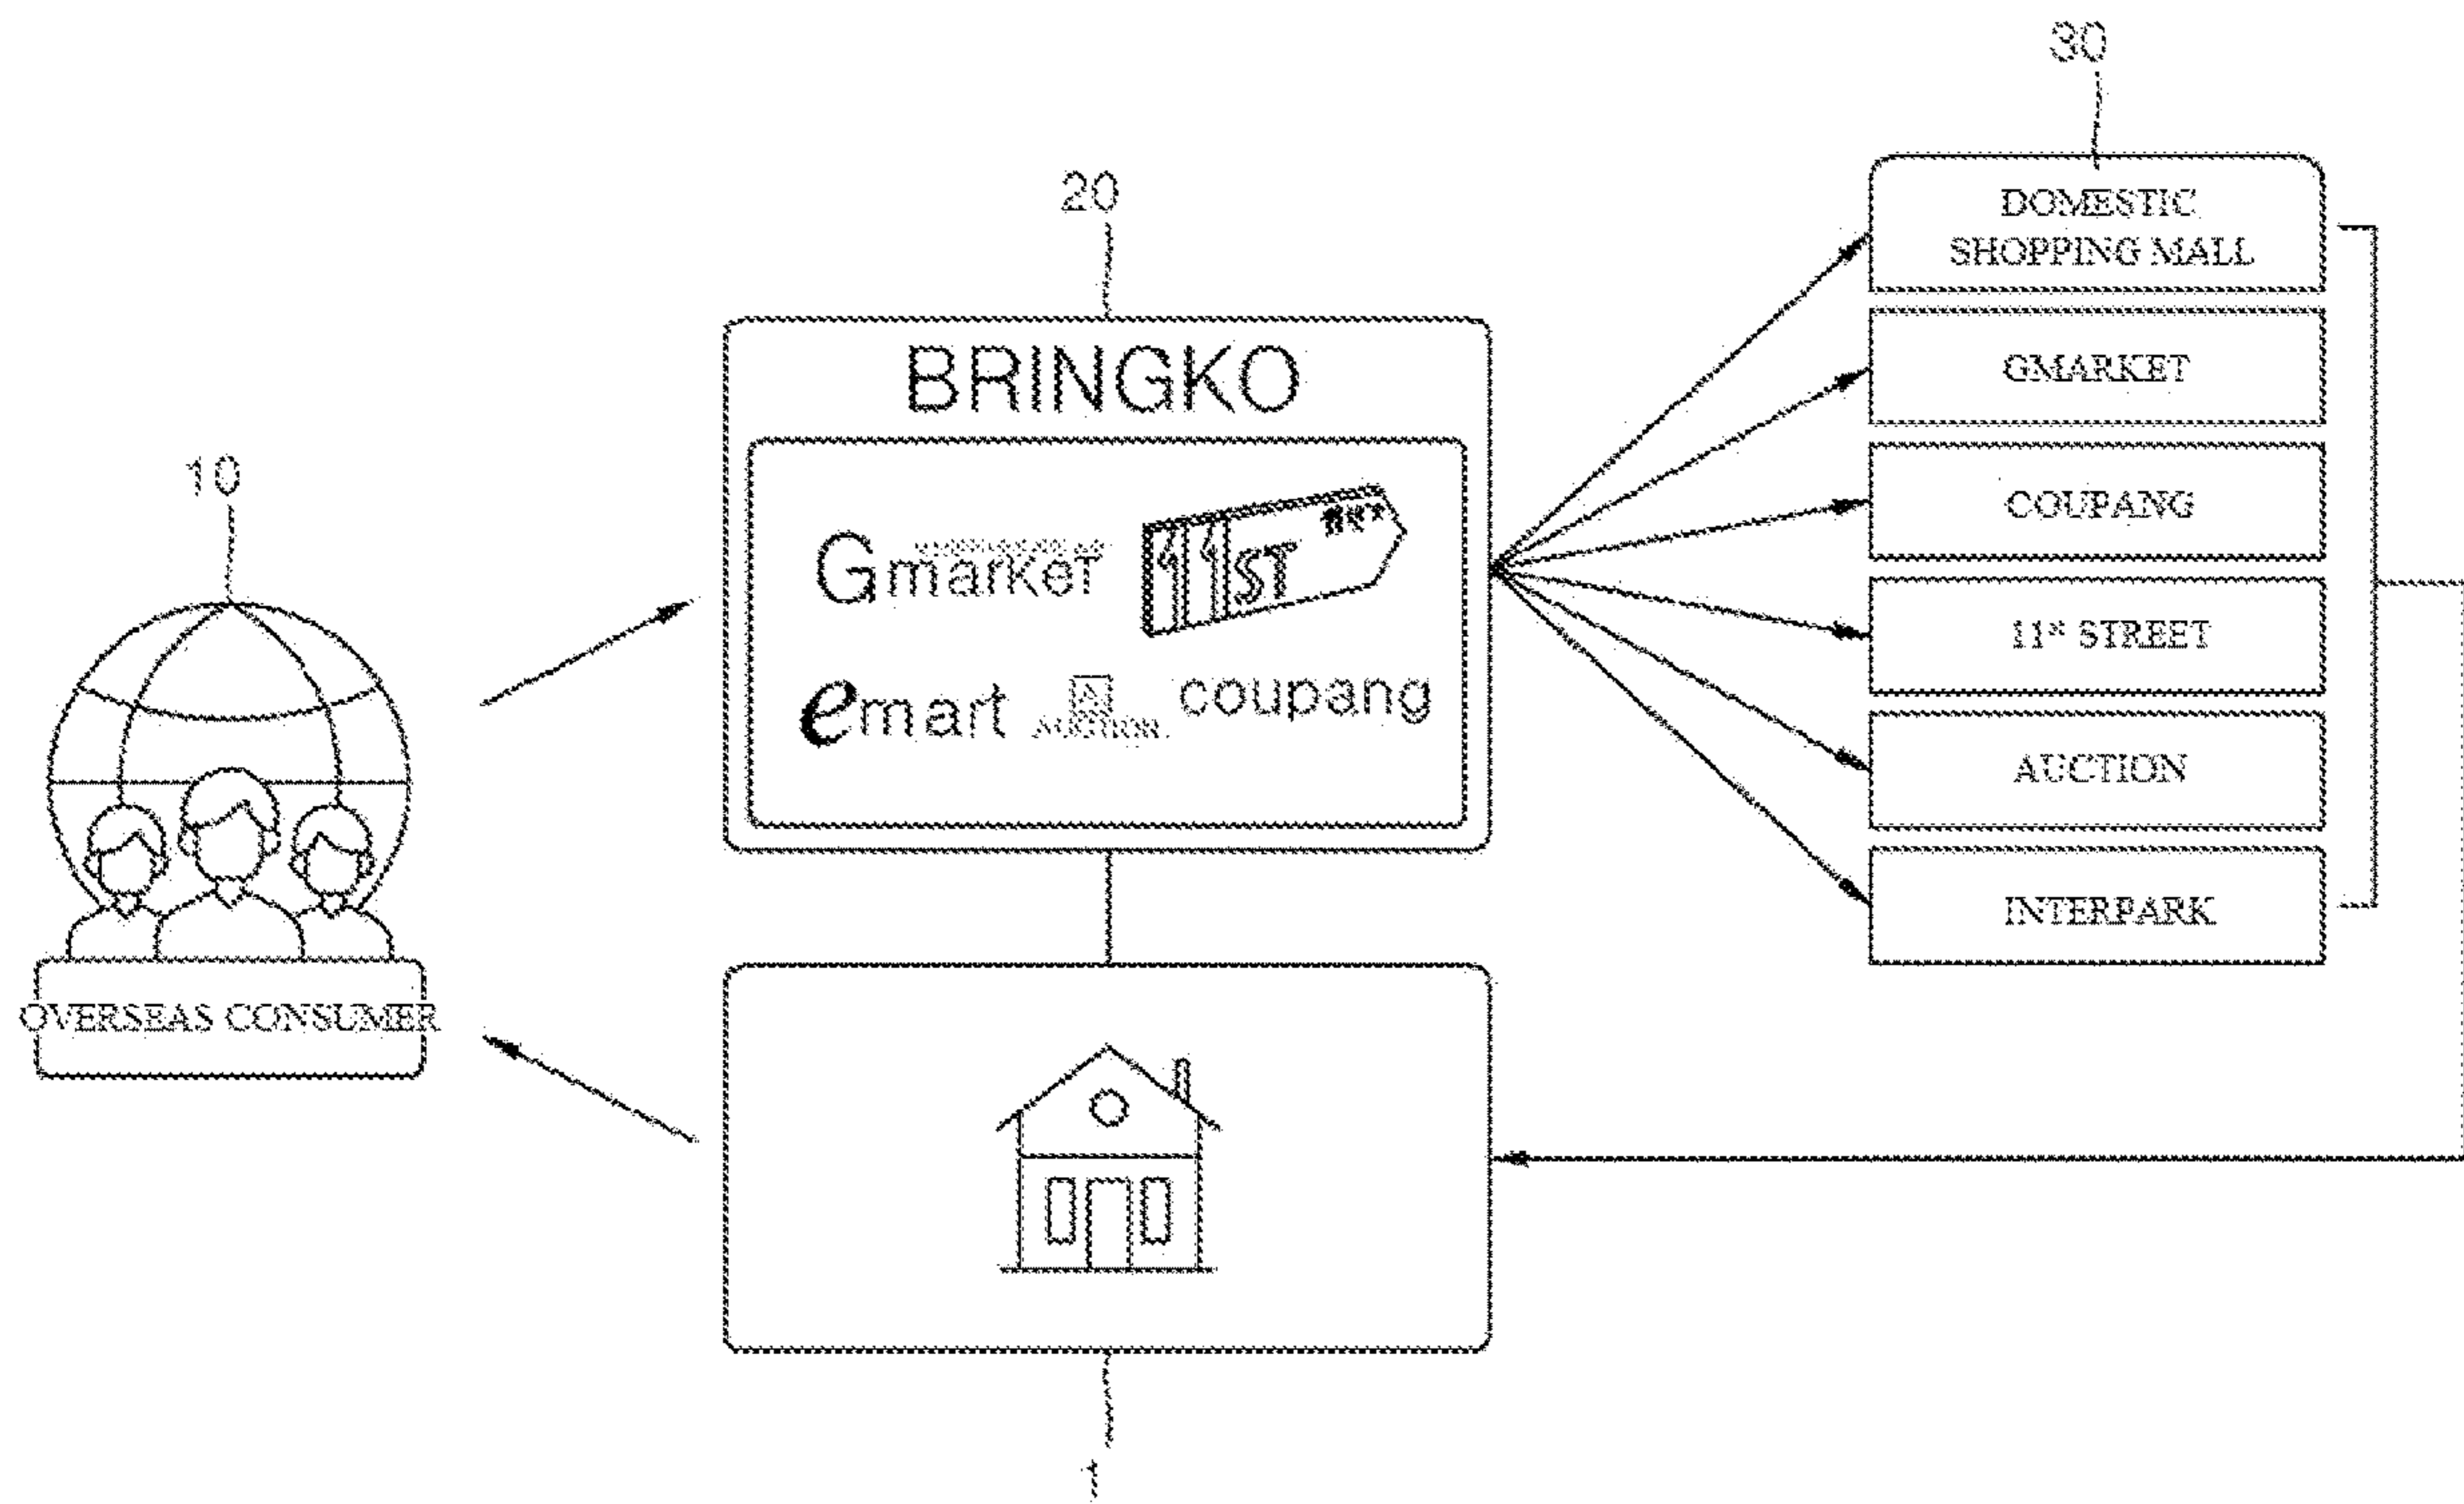 30
DOMESTIC
SHOPPING MALL
20
BRINGKO
GMARKET
10
Gmarket
11ST
COUPANG
11st STREET
emart
AUCTION.
coupang
AUCTION
INTERPARK
OVERSEAS CONSUMER
1